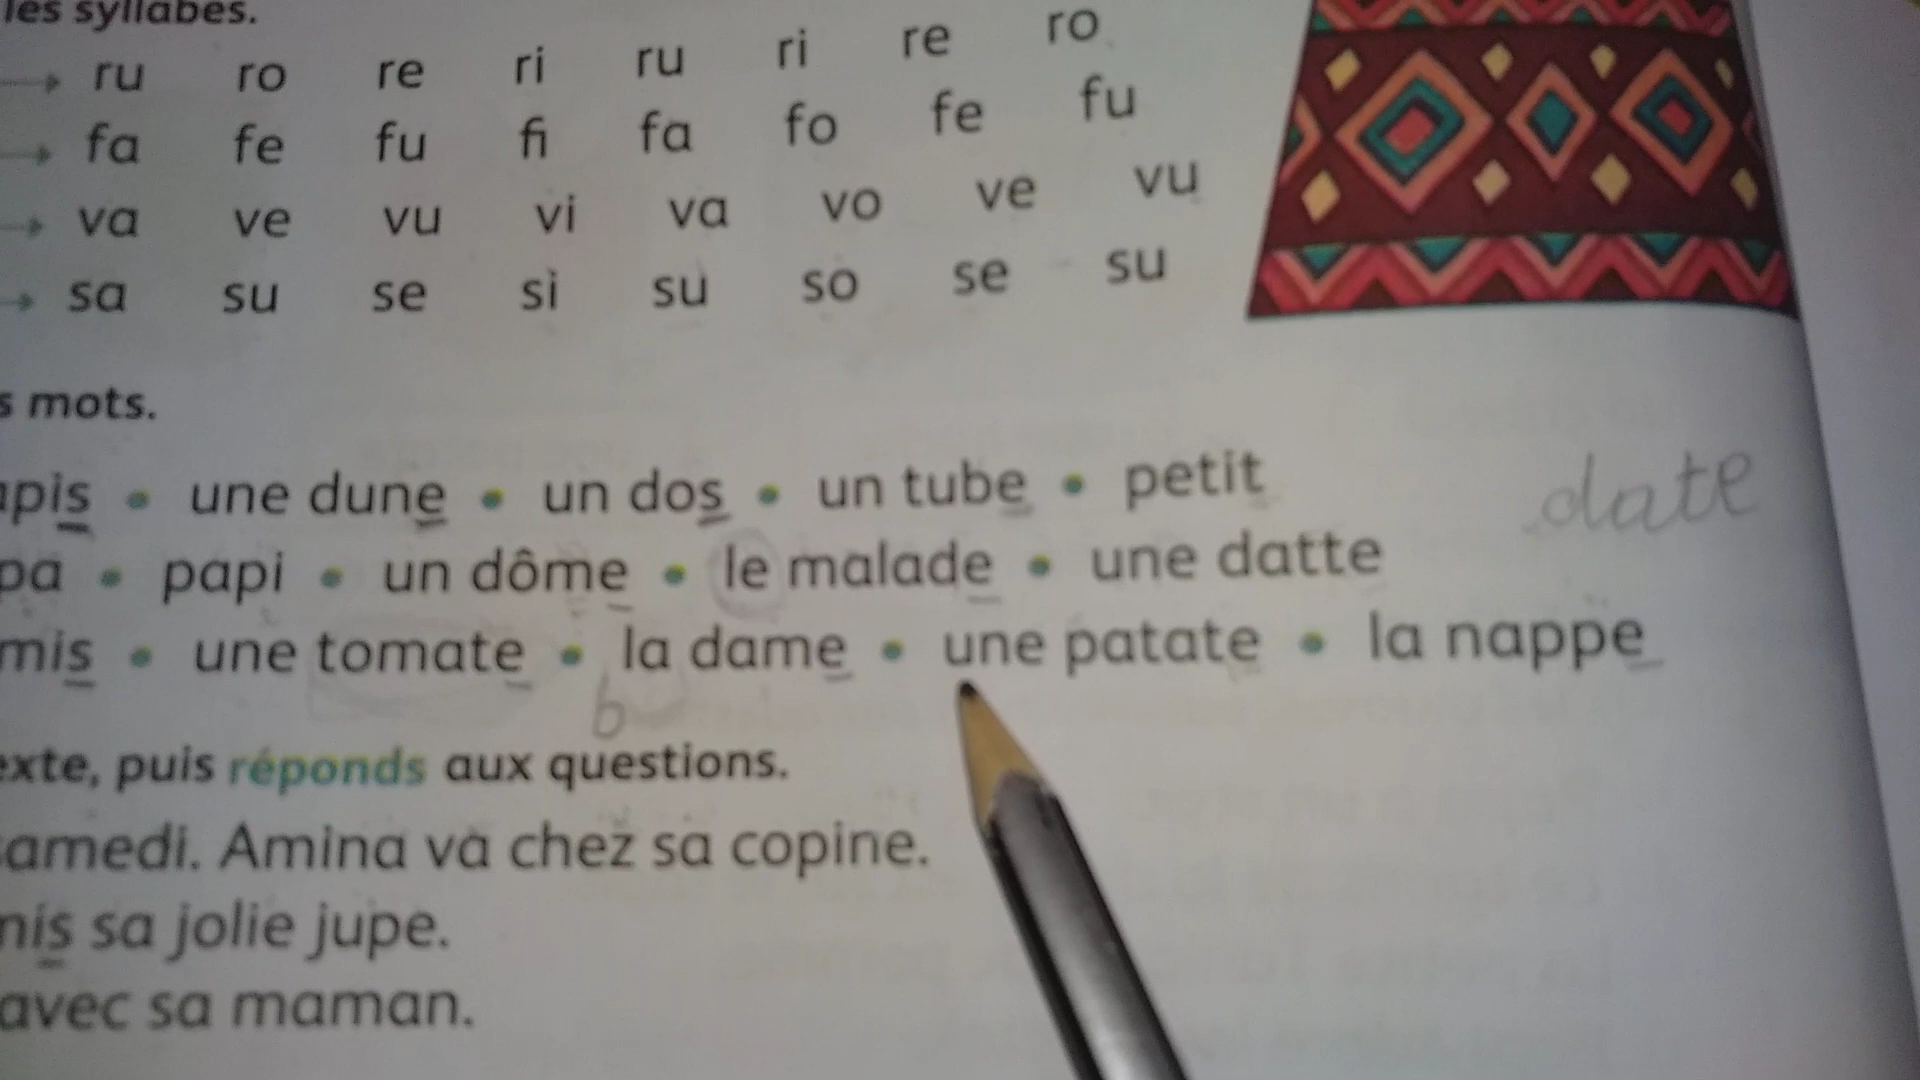 les syllabes.
ru ro re ri ru ri re ro
fa fe fu fi fa fo fe fu
va ve vu vi va vo ve vu
sa su se si su so se su
mots.
une dune • un dos • un tube • petit
date
papi • un dôme • le malade • une datte
une tomate • la dame • une patate • la nappe
b
puis réponds aux questions.
Amina va chez sa copine.
sa jolie jupe.
avec sa maman.